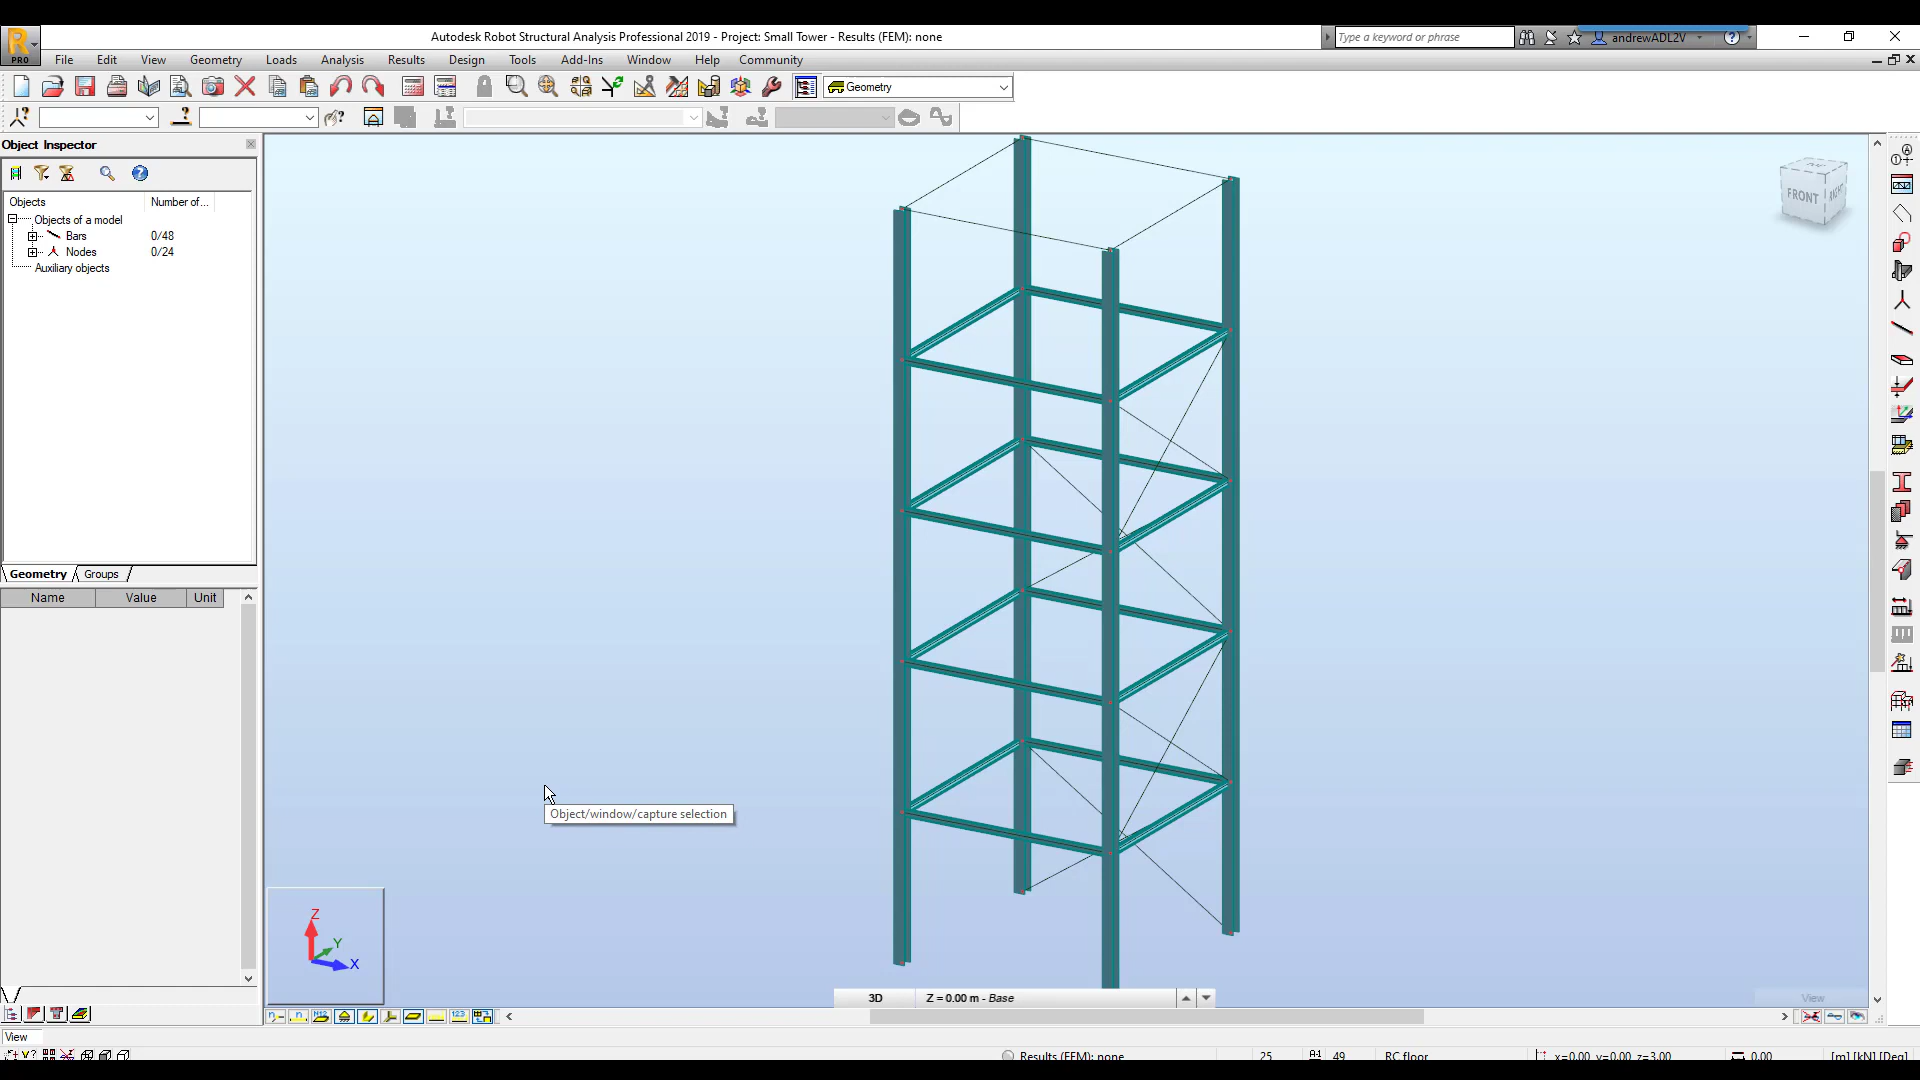 Autodesk Robot Structural Analysis Professional 2019 - Project: Small Tower - Results (FEM): none
Type a keyword or phrase
andrewADL2V
PRO
File Edit View Geometry Loads Analysis Results Design Tools Add-Ins Window Help Community
Geometry
Object Inspector
Objects Number of...
Objects of a model
Bars 0/48
Nodes 0/24
Auxiliary objects
Geometry Groups
Name Value Unit
FRONT RIGHT
Object/window/capture selection
Z
Y
X
3D Z = 0.00 m - Base
View
View
Results (FEM): none 25 49 RC floor x=0.00, y=0.00, z=3.00 0.00 [m] [kN] [Deg]